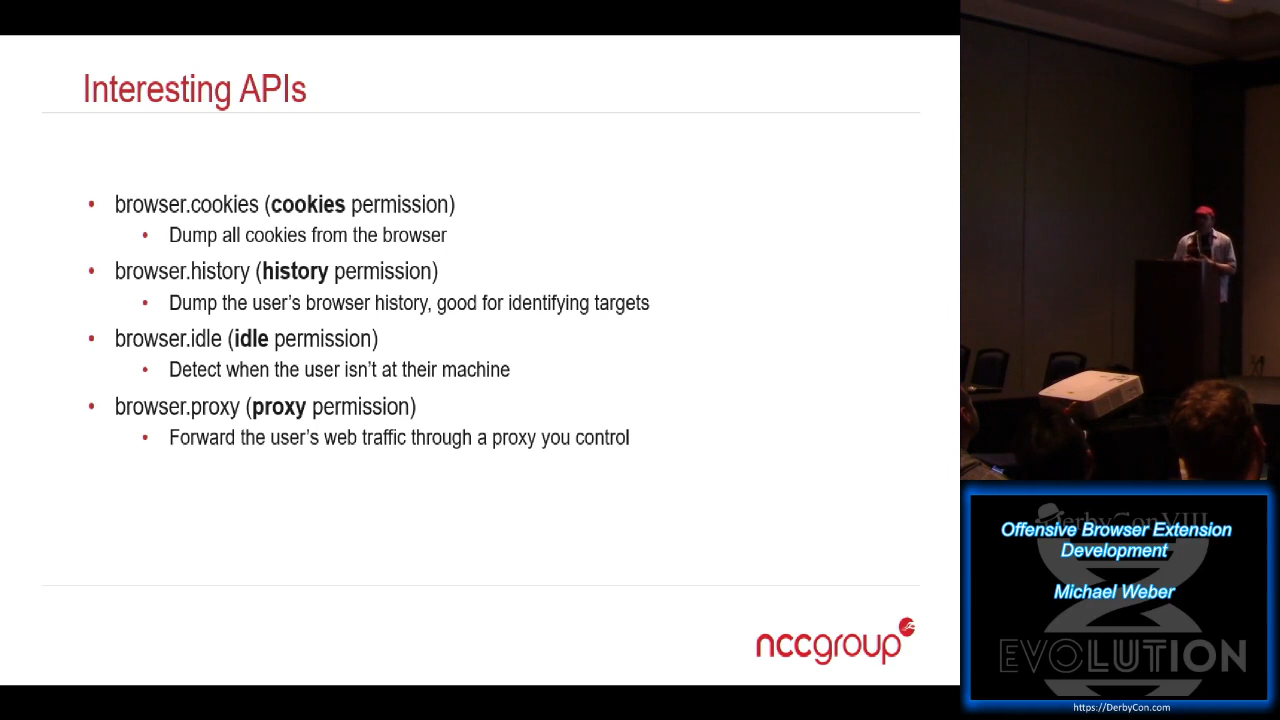 Interesting APIs
• browser.cookies (cookies permission)
• Dump all cookies from the browser
• browser.history (history permission)
• Dump the user's browser history, good for identifying targets
• browser.idle (idle permission)
• Detect when the user isn't at their machine
• browser.proxy (proxy permission)
• Forward the user's web traffic through a proxy you control
nccgroup
DerbyCon VIII
Offensive Browser Extension
Development
Michael Weber
EVOLUTION
https://DerbyCon.com